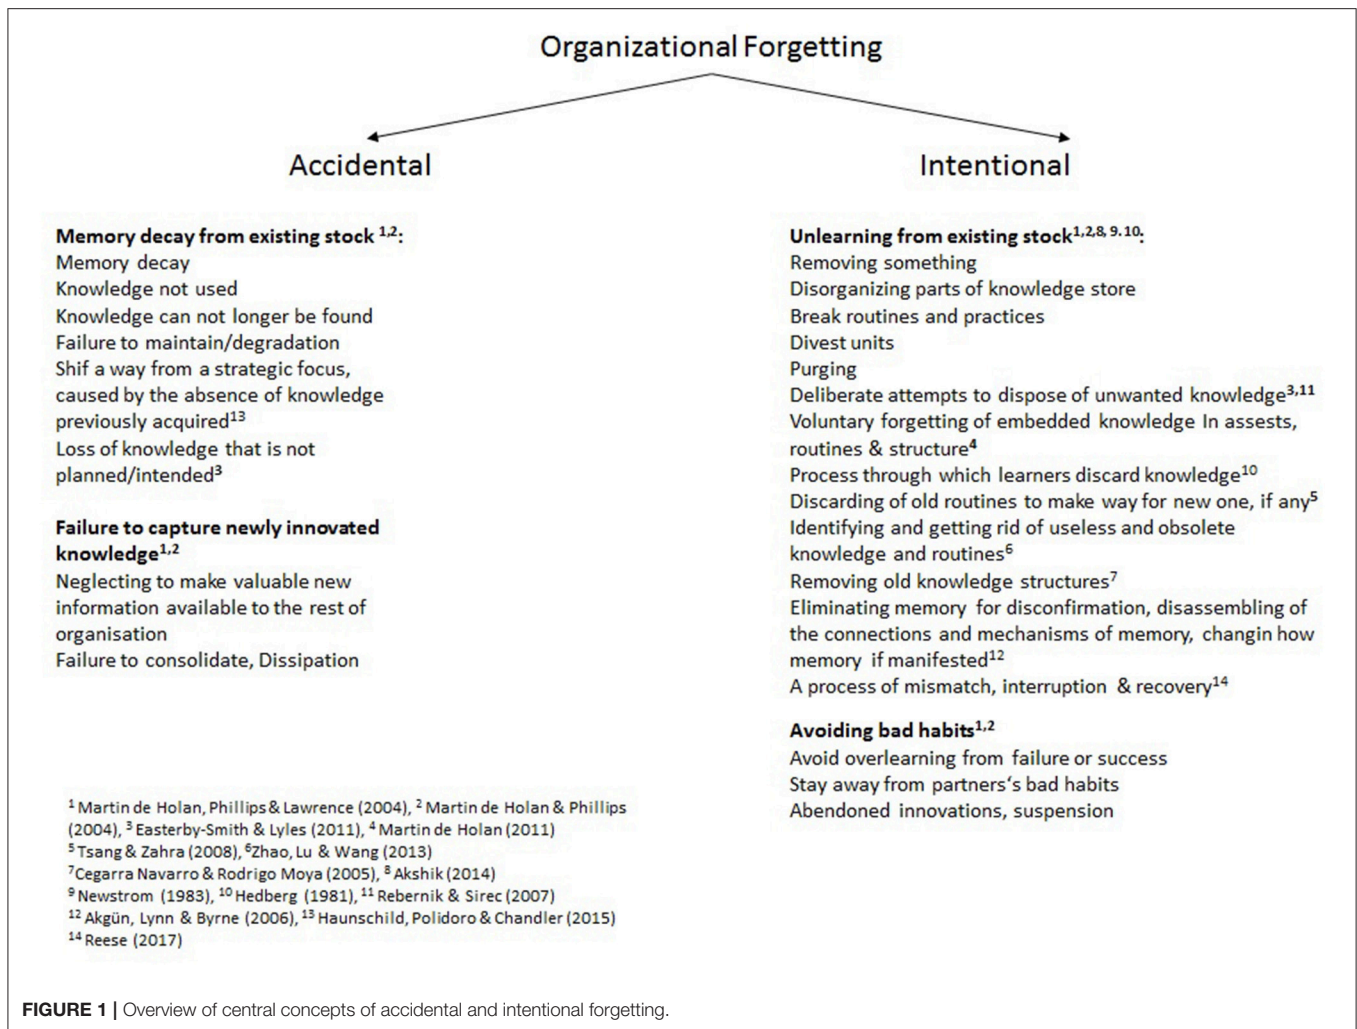 Organizational Forgetting
Accidental
Memory decay from existing stock 1,2:
Memory decay
Knowledge not used
Knowledge can not longer be found
Failure to maintain/degradation
Shif a way from a strategic focus,
caused by the absence of knowledge
previously acquired13
Loss of knowledge that is not
planned/intended3
Failure to capture newly innovated
knowledge1,2
Neglecting to make valuable new
information available to the rest of
organisation
Failure to consolidate, Dissipation
Intentional
Unlearning from existing stock1,2,8, 9.10:
Removing something
Disorganizing parts of knowledge store
Break routines and practices
Divest units
Purging
Deliberate attempts to dispose of unwanted knowledge3,11
Voluntary forgetting of embedded knowledge In assests,
routines & structure4
Process through which learners discard knowledge10
Discarding of old routines to make way for new one, if any5
Identifying and getting rid of useless and obsolete
knowledge and routines6
Removing old knowledge structures7
Eliminating memory for disconfirmation, disassembling of
the connections and mechanisms of memory, changin how
memory if manifested12
A process of mismatch, interruption & recovery14
Avoiding bad habits1,2
Avoid overlearning from failure or success
Stay away from partners‘s bad habits
Abendoned innovations, suspension
1 Martin de Holan, Phillips & Lawrence (2004), 2 Martin de Holan & Phillips
(2004), 3 Easterby-Smith & Lyles (2011), 4 Martin de Holan (2011)
5 Tsang & Zahra (2008), 6Zhao, Lu & Wang (2013)
7Cegarra Navarro & Rodrigo Moya (2005), 8 Akshik (2014)
9 Newstrom (1983), 10 Hedberg (1981), 11 Rebernik & Sirec (2007)
12 Akgün, Lynn & Byrne (2006), 13 Haunschild, Polidoro & Chandler (2015)
14 Reese (2017)
FIGURE 1 | Overview of central concepts of accidental and intentional forgetting.